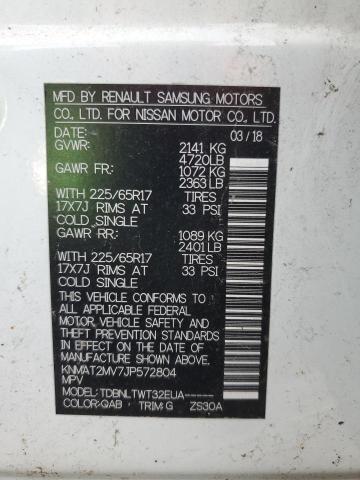 MFD BY RENAULT SAMSUNG MOTORS
CO., LTD. FOR NISSAN MOTOR CO., LTD.
DATE: 03/18
GVWR: 2141 KG
4720LB
GAWR FR: 1072 KG
2363LB
WITH 225/65R17 TIRES
17X7J RIMS AT 33 PSI
COLD SINGLE
GAWR RR: 1089 KG
2401LB
WITH 225/65R17 TIRES
17X7J RIMS AT 33 PSI
COLD SINGLE
THIS VEHICLE CONFORMS TO
ALL APPLICABLE FEDERAL
MOTOR VEHICLE SAFETY
AND THEFT PREVENTION STANDARDS
IN EFFECT ON THE DATE OF
MANUFACTURE SHOWN ABOVE.
KNMAT2MV7JP572804
MPV
MODEL: TDBNLTWT32EUA-----
COLOR:QAB TRIM:G ZS30A